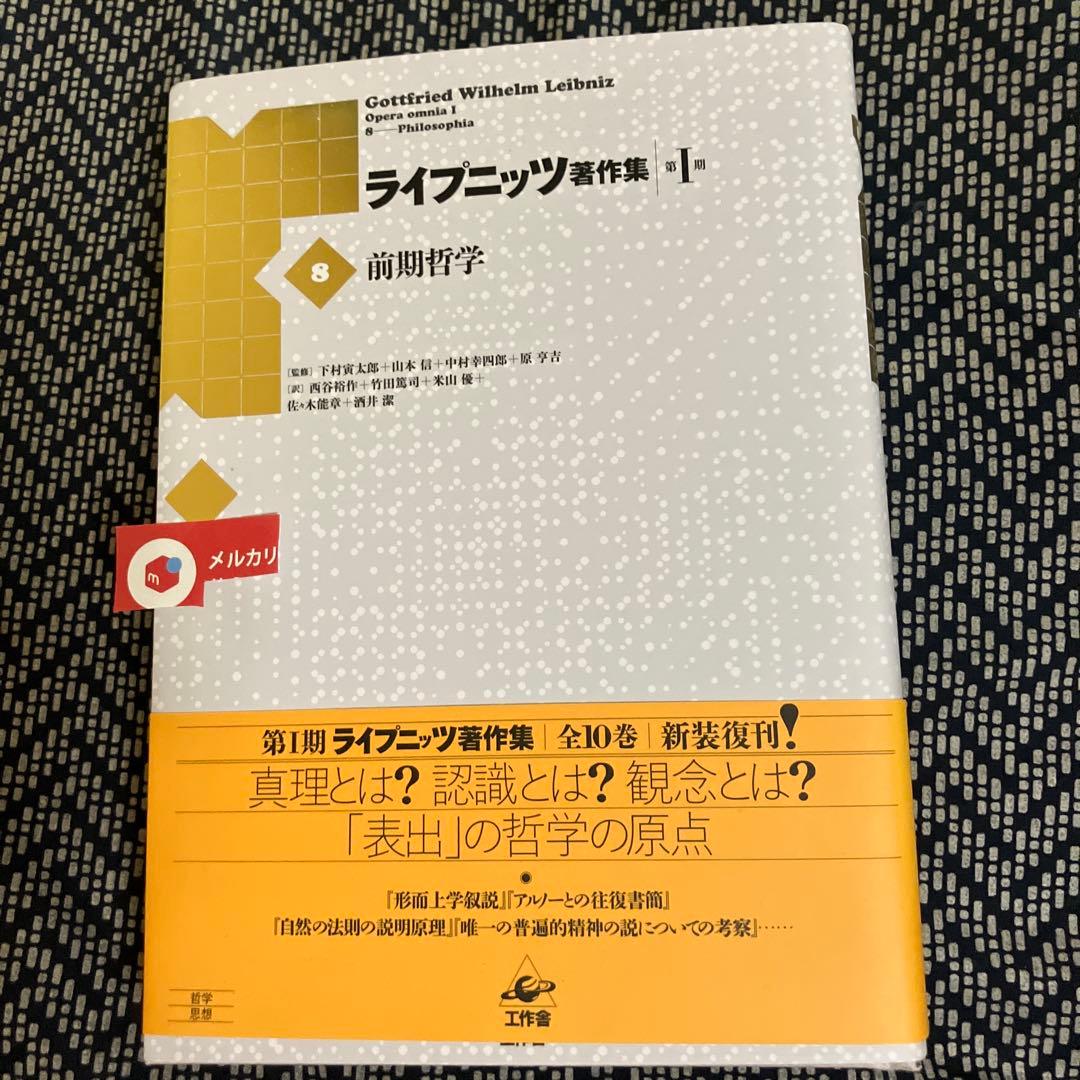 Gottfried Wilhelm Leibniz
Opera omnia I
8——Philosophia
ライプニッツ著作集 第I期
8
前期哲学
[監修] 下村寅太郎+山本 信+中村幸四郎+原 亨吉
[訳] 西谷裕作+竹田篤司+米山 優+
佐々木能章+酒井 潔
m メルカリ
第I期 ライプニッツ著作集 全10巻 新装復刊!
真理とは? 認識とは? 観念とは?
「表出」の哲学の原点
『形而上学叙説』『アルノーとの往復書簡』
『自然の法則の説明原理』『唯一の普遍的精神の説についての考察』……
哲学
思想
工作舎